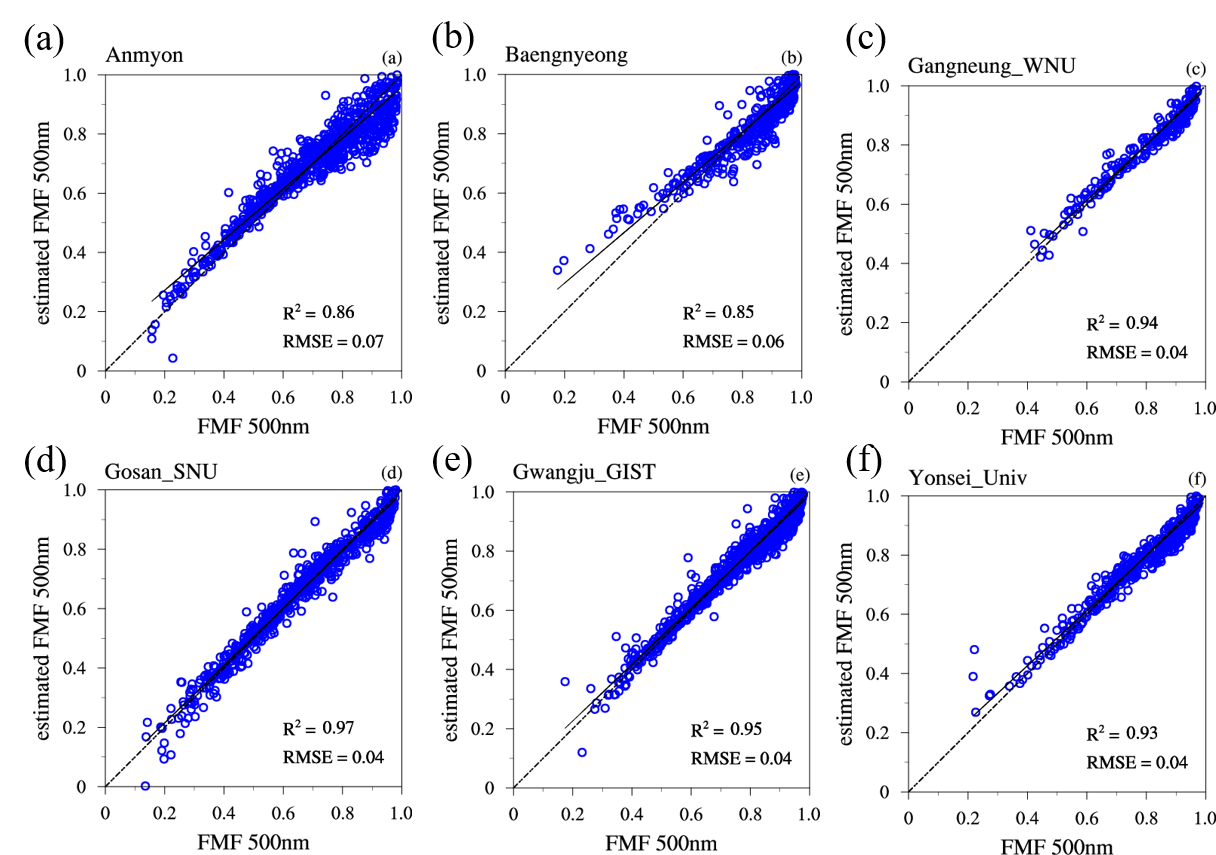 (a)
Anmyon
(a)
estimated FMF 500nm
1.0
0.8
0.6
0.4
0.2
0
R² = 0.86
RMSE = 0.07
0 0.2 0.4 0.6 0.8 1.0
FMF 500nm
(b)
Baengnyeong
(b)
estimated FMF 500nm
1.0
0.8
0.6
0.4
0.2
0
R² = 0.85
RMSE = 0.06
0 0.2 0.4 0.6 0.8 1.0
FMF 500nm
(c)
Gangneung_WNU
(c)
estimated FMF 500nm
1.0
0.8
0.6
0.4
0.2
0
R² = 0.94
RMSE = 0.04
0 0.2 0.4 0.6 0.8 1.0
FMF 500nm
(d)
Gosan_SNU
(d)
estimated FMF 500nm
1.0
0.8
0.6
0.4
0.2
0
R² = 0.97
RMSE = 0.04
0 0.2 0.4 0.6 0.8 1.0
FMF 500nm
(e)
Gwangju_GIST
(e)
estimated FMF 500nm
1.0
0.8
0.6
0.4
0.2
0
R² = 0.95
RMSE = 0.04
0 0.2 0.4 0.6 0.8 1.0
FMF 500nm
(f)
Yonsei_Univ
(f)
estimated FMF 500nm
1.0
0.8
0.6
0.4
0.2
0
R² = 0.93
RMSE = 0.04
0 0.2 0.4 0.6 0.8 1.0
FMF 500nm